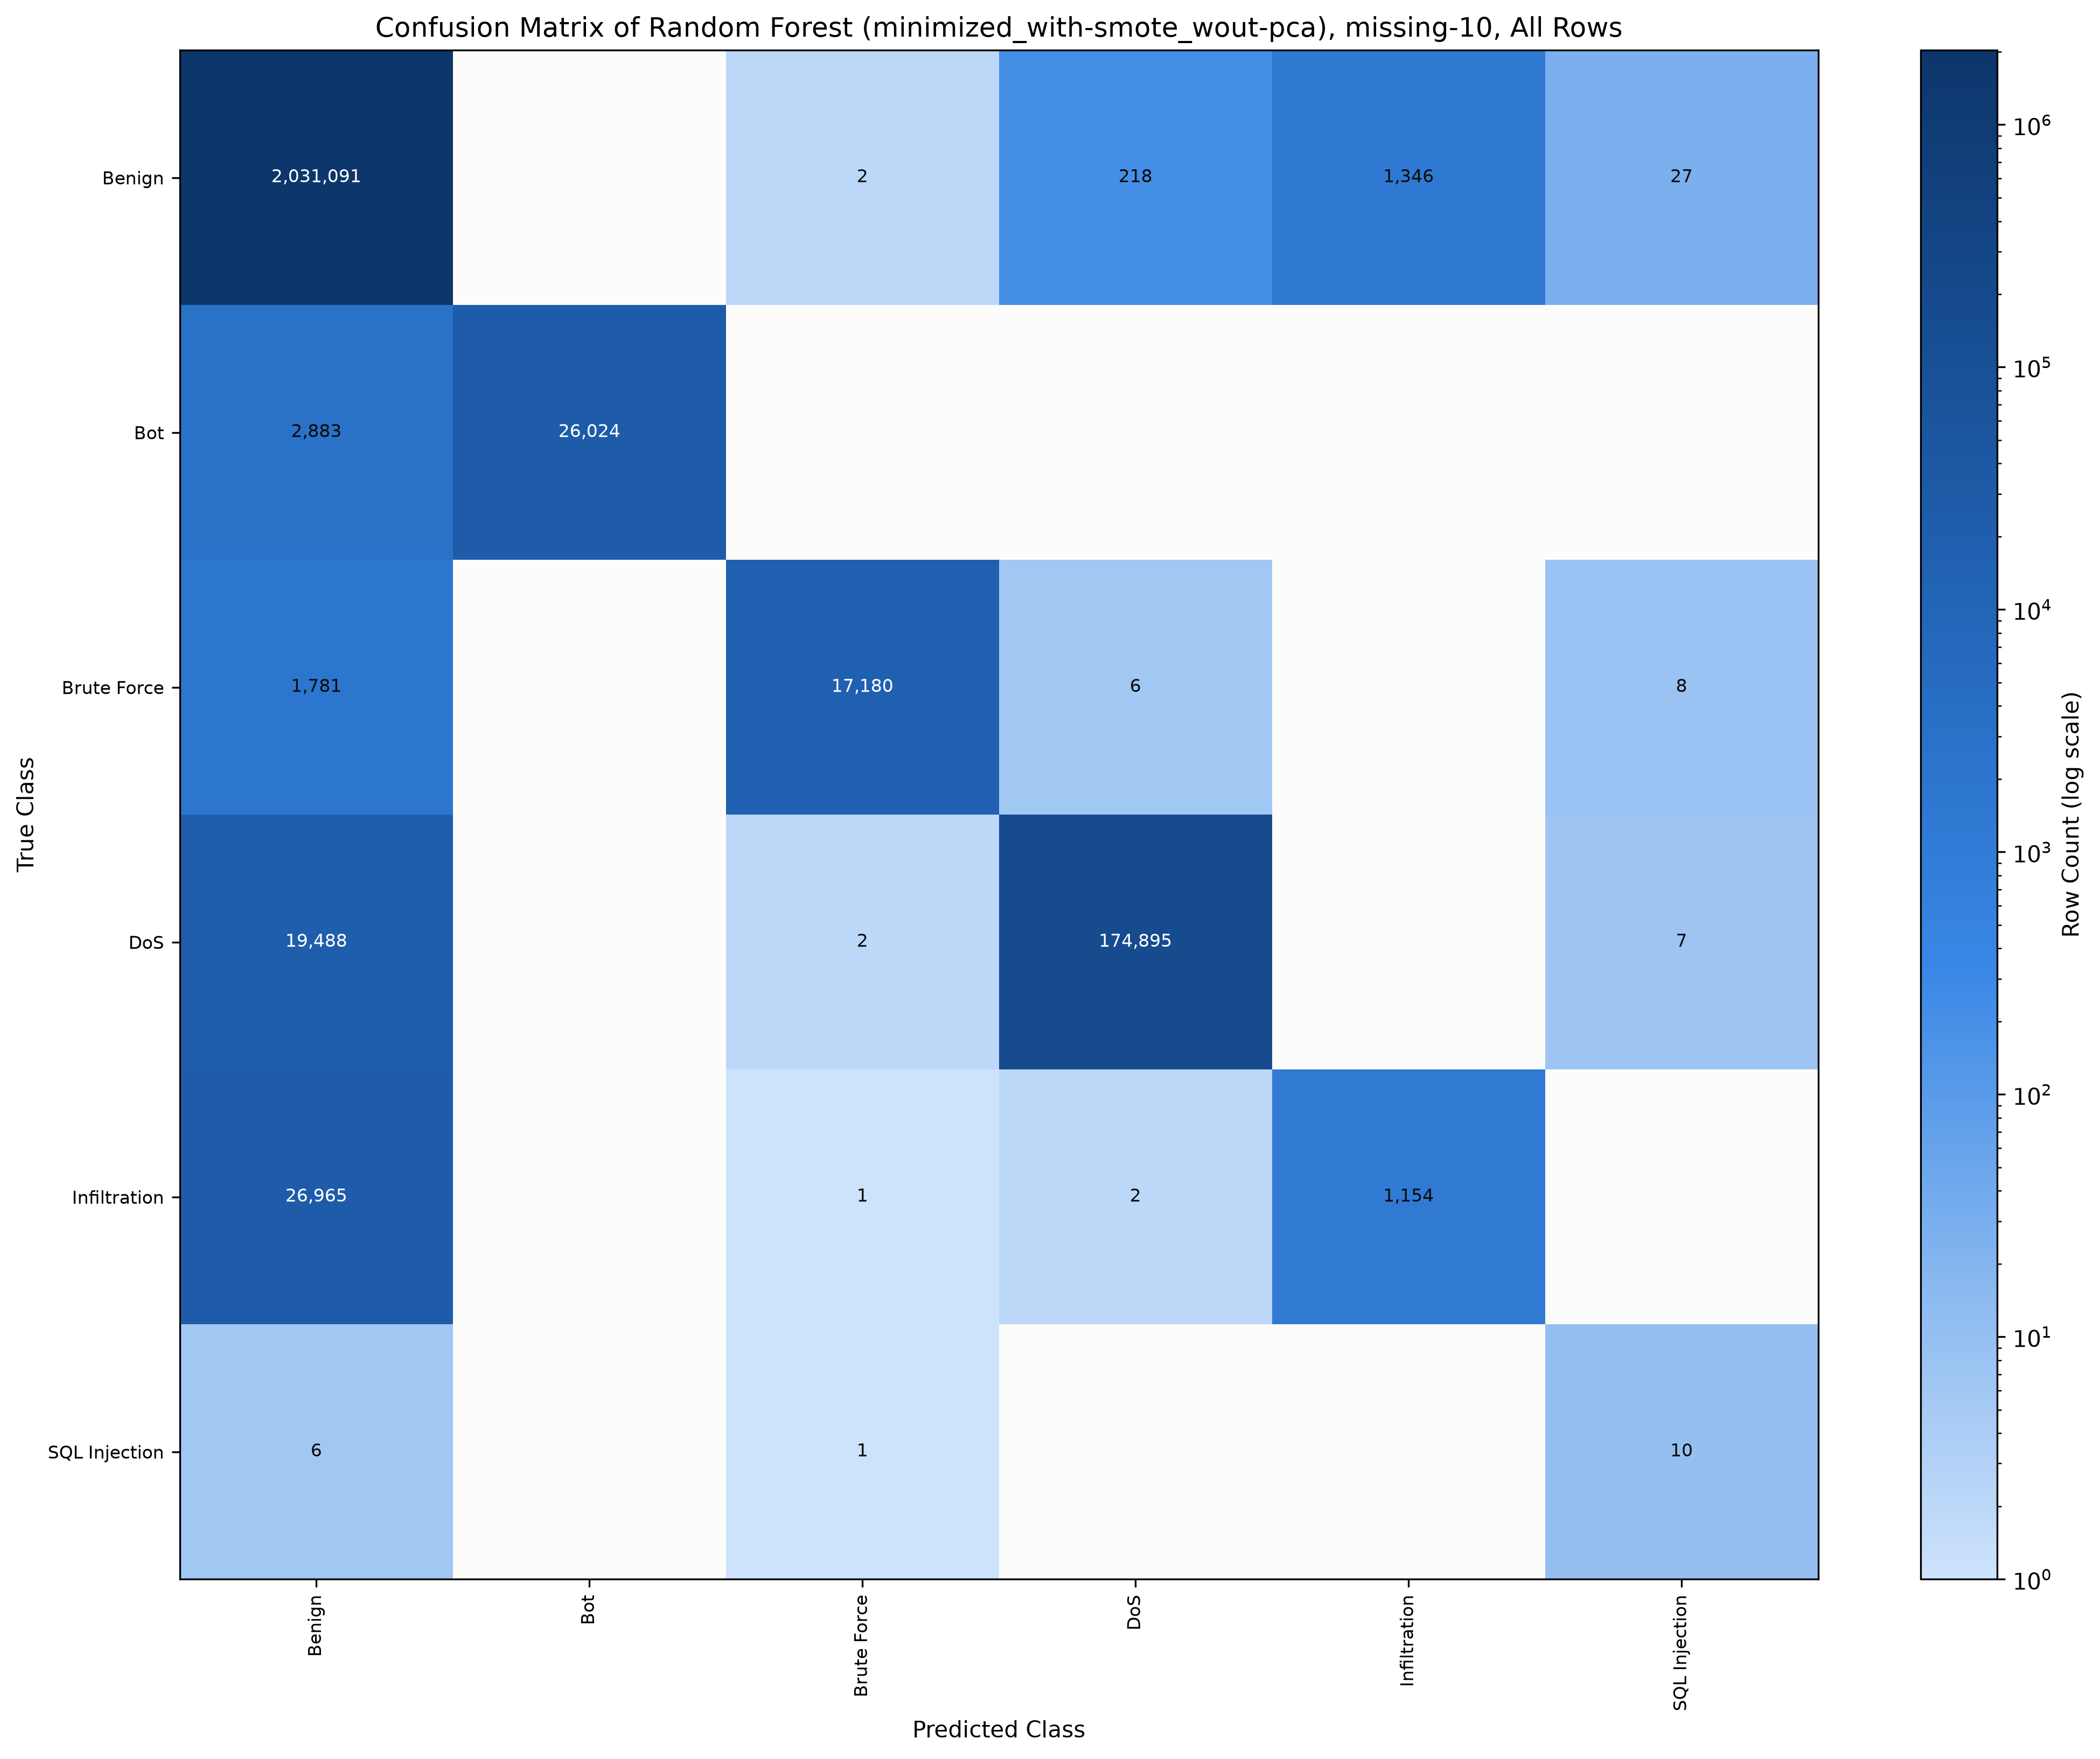 Confusion Matrix of Random Forest (minimized_with-smote_wout-pca), missing-10, All Rows
True Class
Benign
2,031,091
2
218
1,346
27
Bot
2,883
26,024
Brute Force
1,781
17,180
6
8
DoS
19,488
2
174,895
7
Infiltration
26,965
1
2
1,154
SQL Injection
6
1
10
Benign
Bot
Brute Force
DoS
Infiltration
SQL Injection
Predicted Class
10⁶
10⁵
10⁴
10³
10²
10¹
10⁰
Row Count (log scale)